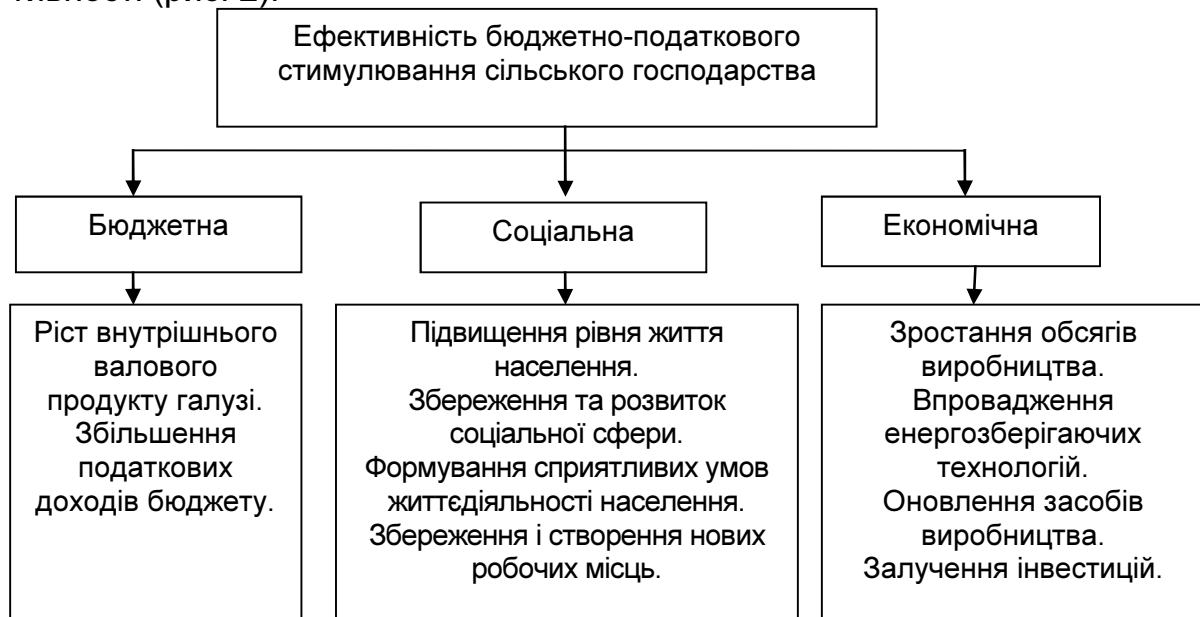 Ефективність бюджетно-податкового
стимулювання сільського господарства
Бюджетна
Соціальна
Економічна
Ріст внутрішнього
валового
продукту галузі.
Збільшення
податкових
доходів бюджету.
Підвищення рівня життя
населення.
Збереження та розвиток
соціальної сфери.
Формування сприятливих умов
життєдіяльності населення.
Збереження і створення нових
робочих місць.
Зростання обсягів
виробництва.
Впровадження
енергозберігаючих
технологій.
Оновлення засобів
виробництва.
Залучення інвестицій.